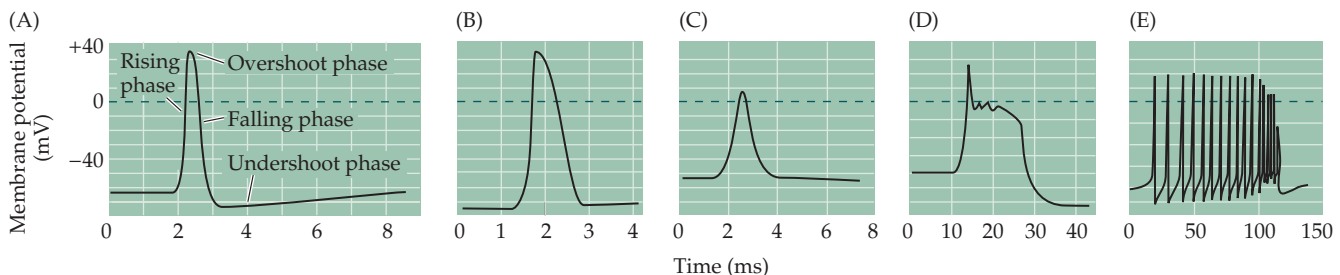 (A)
(B)
(C)
(D)
(E)
Membrane potential
(mV)
+40
0
−40
Rising
phase
Overshoot phase
Falling phase
Undershoot phase
0 2 4 6 8
0 1 2 3 4
0 2 4 6 8
0 10 20 30 40
0 50 100 150
Time (ms)